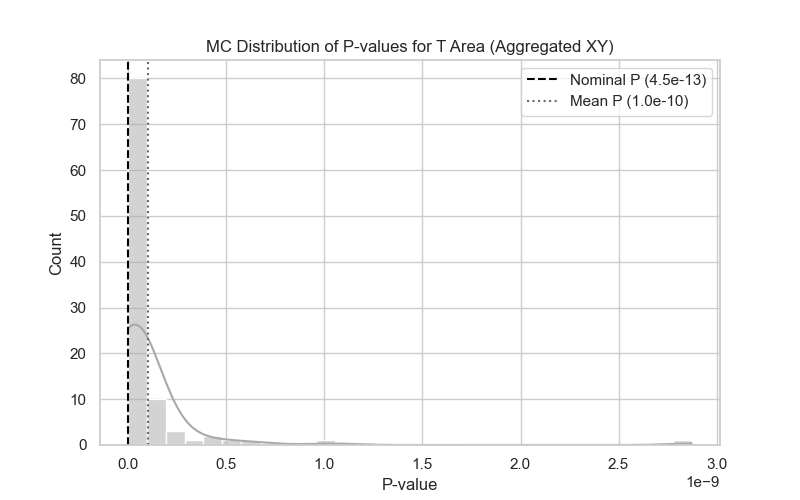 MC Distribution of P-values for T Area (Aggregated XY)
Nominal P (4.5e-13)
Mean P (1.0e-10)
80
70
60
50
40
30
20
10
0
Count
0.0 0.5 1.0 1.5 2.0 2.5 3.0
1e−9
P-value